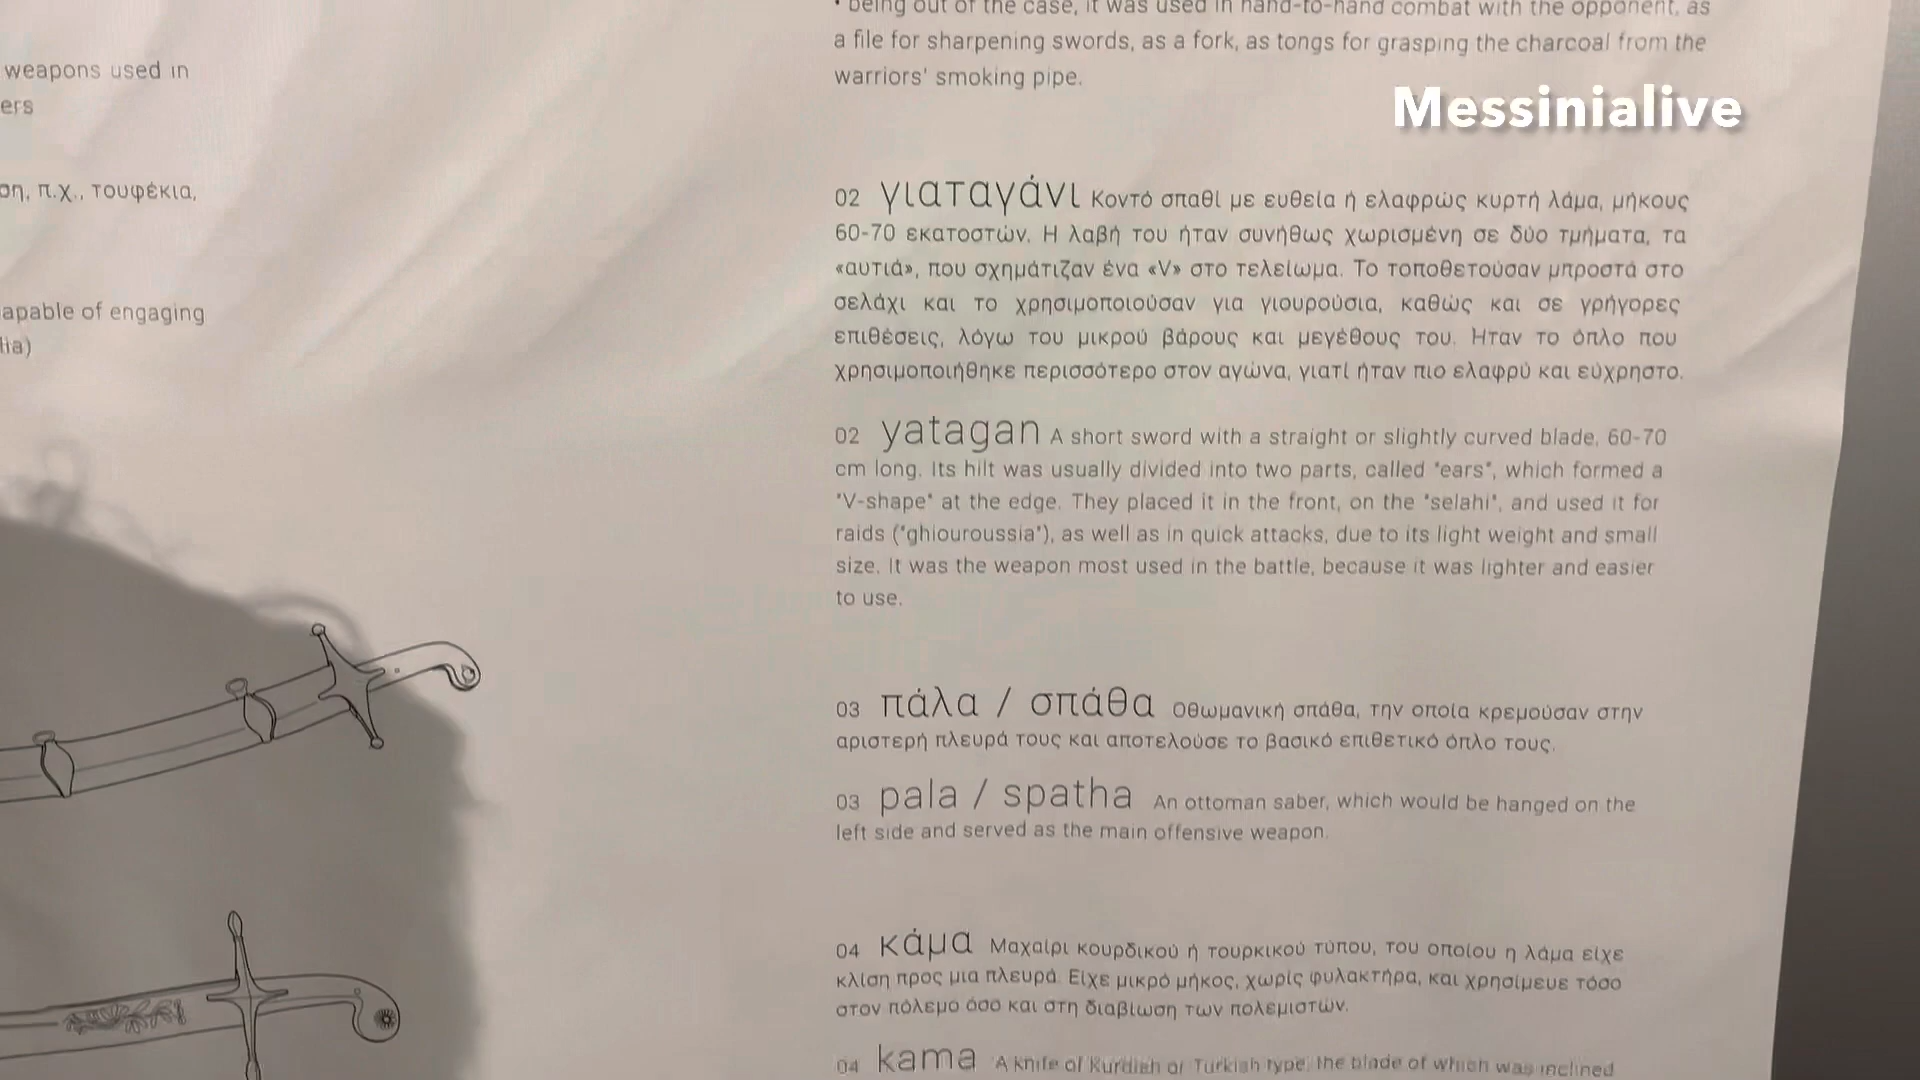 weapons used in
ers
ση, π.χ., τουφέκια,
apable of engaging
lia)
• being out of the case, it was used in hand-to-hand combat with the opponent, as
a file for sharpening swords, as a fork, as tongs for grasping the charcoal from the
warriors' smoking pipe.
Messinialive
02 γιαταγάνι Κοντό σπαθί με ευθεία ή ελαφρώς κυρτή λάμα, μήκους
60-70 εκατοστών. Η λαβή του ήταν συνήθως χωρισμένη σε δύο τμήματα, τα
«αυτιά», που σχημάτιζαν ένα «V» στο τελείωμα. Το τοποθετούσαν μπροστά στο
σελάχι και το χρησιμοποιούσαν για γιουρούσια, καθώς και σε γρήγορες
επιθέσεις, λόγω του μικρού βάρους και μεγέθους του. Ήταν το όπλο που
χρησιμοποιήθηκε περισσότερο στον αγώνα, γιατί ήταν πιο ελαφρύ και εύχρηστο.
02 yatagan A short sword with a straight or slightly curved blade, 60-70
cm long. Its hilt was usually divided into two parts, called "ears", which formed a
"V-shape" at the edge. They placed it in the front, on the "selahi", and used it for
raids ("ghiouroussia"), as well as in quick attacks, due to its light weight and small
size. It was the weapon most used in the battle, because it was lighter and easier
to use.
03 πάλα / σπάθα Οθωμανική σπάθα, την οποία κρεμούσαν στην
αριστερή πλευρά τους και αποτελούσε το βασικό επιθετικό όπλο τους.
03 pala / spatha An ottoman saber, which would be hanged on the
left side and served as the main offensive weapon.
04 κάμα Μαχαίρι κουρδικού ή τουρκικού τύπου, του οποίου η λάμα είχε
κλίση προς μια πλευρά. Είχε μικρό μήκος, χωρίς φυλακτήρα, και χρησίμευε τόσο
στον πόλεμο όσο και στη διαβίωση των πολεμιστών.
04 kama A knife of Kurdish or Turkish type, the blade of which was inclined